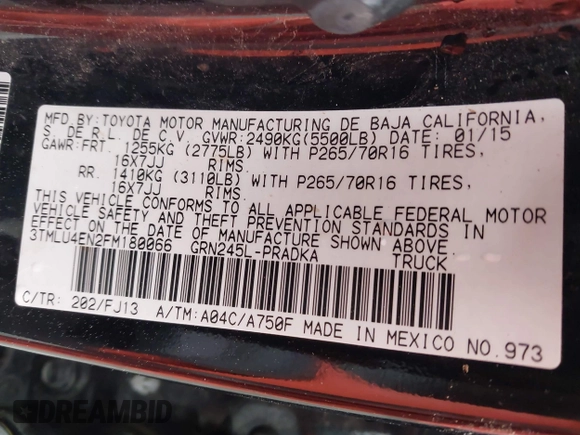 MFD.BY:TOYOTA MOTOR MANUFACTURING DE BAJA CALIFORNIA,
S. DE R.L. DE C.V. GVWR:2490KG(5500LB) DATE: 01/15
GAWR:FRT. 1255KG (2775LB) WITH P265/70R16 TIRES,
16X7JJ RIMS.
RR. 1410KG (3110LB) WITH P265/70R16 TIRES,
16X7JJ RIMS.
THIS VEHICLE CONFORMS TO ALL APPLICABLE FEDERAL MOTOR
VEHICLE SAFETY AND THEFT PREVENTION STANDARDS IN
EFFECT ON THE DATE OF MANUFACTURE SHOWN ABOVE.
3TMLU4EN2FM180066 GRN245L-PRADKA TRUCK
C/TR: 202/FJ13 A/TM:A04C/A750F MADE IN MEXICO NO.973
DREAMBID